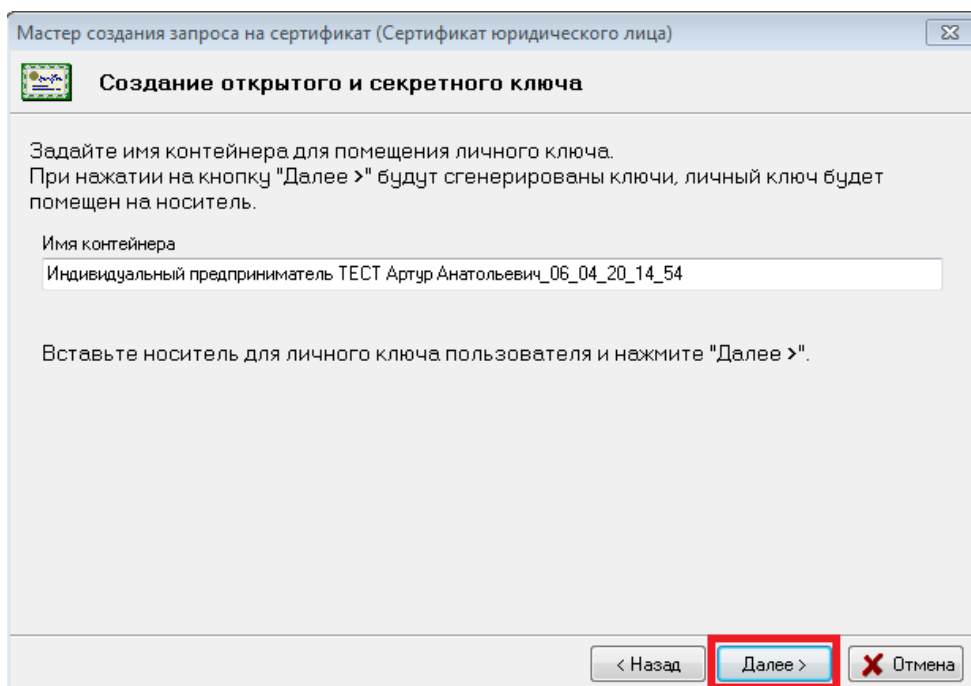 Мастер создания запроса на сертификат (Сертификат юридического лица)
Создание открытого и секретного ключа
Задайте имя контейнера для помещения личного ключа.
При нажатии на кнопку "Далее >" будут сгенерированы ключи, личный ключ будет
помещен на носитель.
Имя контейнера
Индивидуальный предприниматель ТЕСТ Артур Анатольевич_06_04_20_14_54
Вставьте носитель для личного ключа пользователя и нажмите "Далее >".
< Назад
Далее >
Отмена